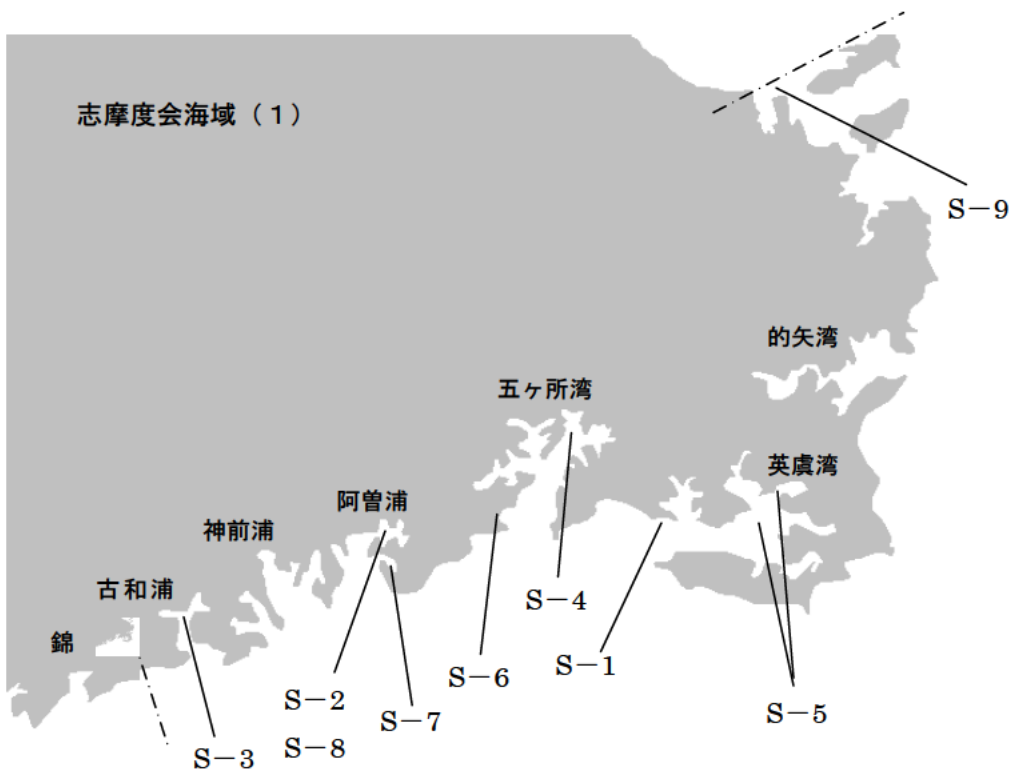 志摩度会海域（１）
S－9
的矢湾
五ヶ所湾
英虞湾
阿曽浦
神前浦
古和浦
錦
S－4
S－1
S－6
S－2
S－7
S－5
S－8
S－3